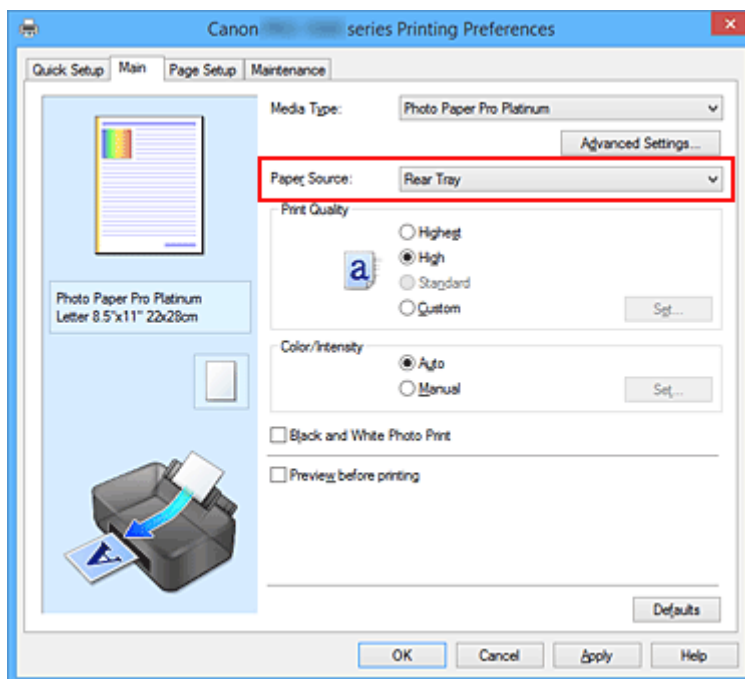 Canon series Printing Preferences
Quick Setup Main Page Setup Maintenance
Media Type: Photo Paper Pro Platinum
Advanced Settings...
Paper Source: Rear Tray
Print Quality
Highest
High
Standard
Custom Set...
a
Photo Paper Pro Platinum
Letter 8.5"x11" 22x28cm
Color/Intensity
Auto
Manual Set...
Black and White Photo Print
Preview before printing
A
Defaults
OK Cancel Apply Help